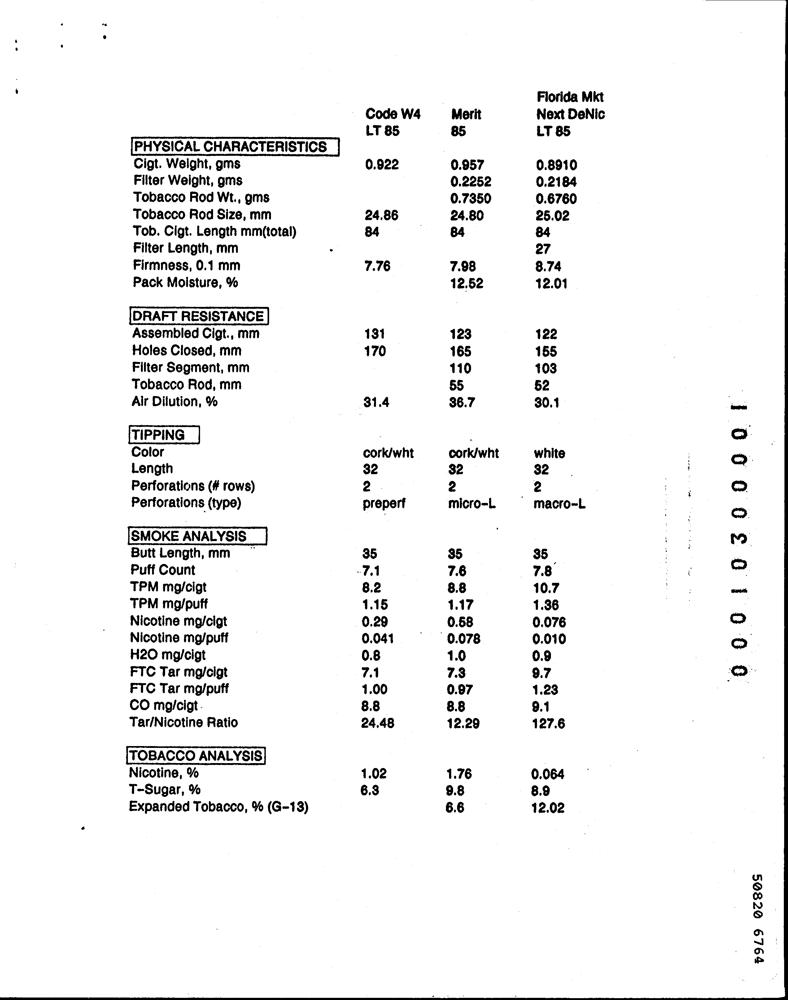 Florida Mkt
Code W4 Merit Next DeNic
LT 85 85 LT 85
PHYSICAL CHARACTERISTICS
Cigt. Weight, gms 0.922 0.957 0.8910
Filter Weight, gms 0.2252 0.2184
Tobacco Rod Wt., gms 0.7350 0.6760
Tobacco Rod Size, mm 24.86 24.80 25.02
Tob. Cigt. Length mm(total) 84 84 84
Filter Length, mm 27
Firmness, 0.1 mm 7.76 7.98 8.74
Pack Moisture, % 12.52 12.01
DRAFT RESISTANCE
Assembled Cigt., mm 131 123 122
Holes Closed, mm 170 165 155
Filter Segment, mm 110 103
Tobacco Rod, mm 55 52
Air Dilution, % 31.4 36.7 30.1
TIPPING
Color cork/wht cork/wht white
Length 32 32 32
Perforations (# rows) 2 2 2
Perforations (type) preperf micro-L macro-L
SMOKE ANALYSIS
Butt Length, mm 35 35 35
Puff Count 7.1 7.6 7.8
TPM mg/cigt 8.2 8.8 10.7
TPM mg/puff 1.15 1.17 1.36
Nicotine mg/cigt 0.29 0.58 0.076
Nicotine mg/puff 0.041 0.078 0.010
H2O mg/cigt 0.8 1.0 0.9
FTC Tar mg/cigt 7.1 7.3 9.7
FTC Tar mg/puff 1.00 0.97 1.23
CO mg/cigt 8.8 8.8 9.1
Tar/Nicotine Ratio 24.48 12.29 127.6
TOBACCO ANALYSIS
Nicotine, % 1.02 1.76 0.064
T-Sugar, % 6.3 9.8 8.9
Expanded Tobacco, % (G-13) 6.6 12.02
10000301000
50820 6764